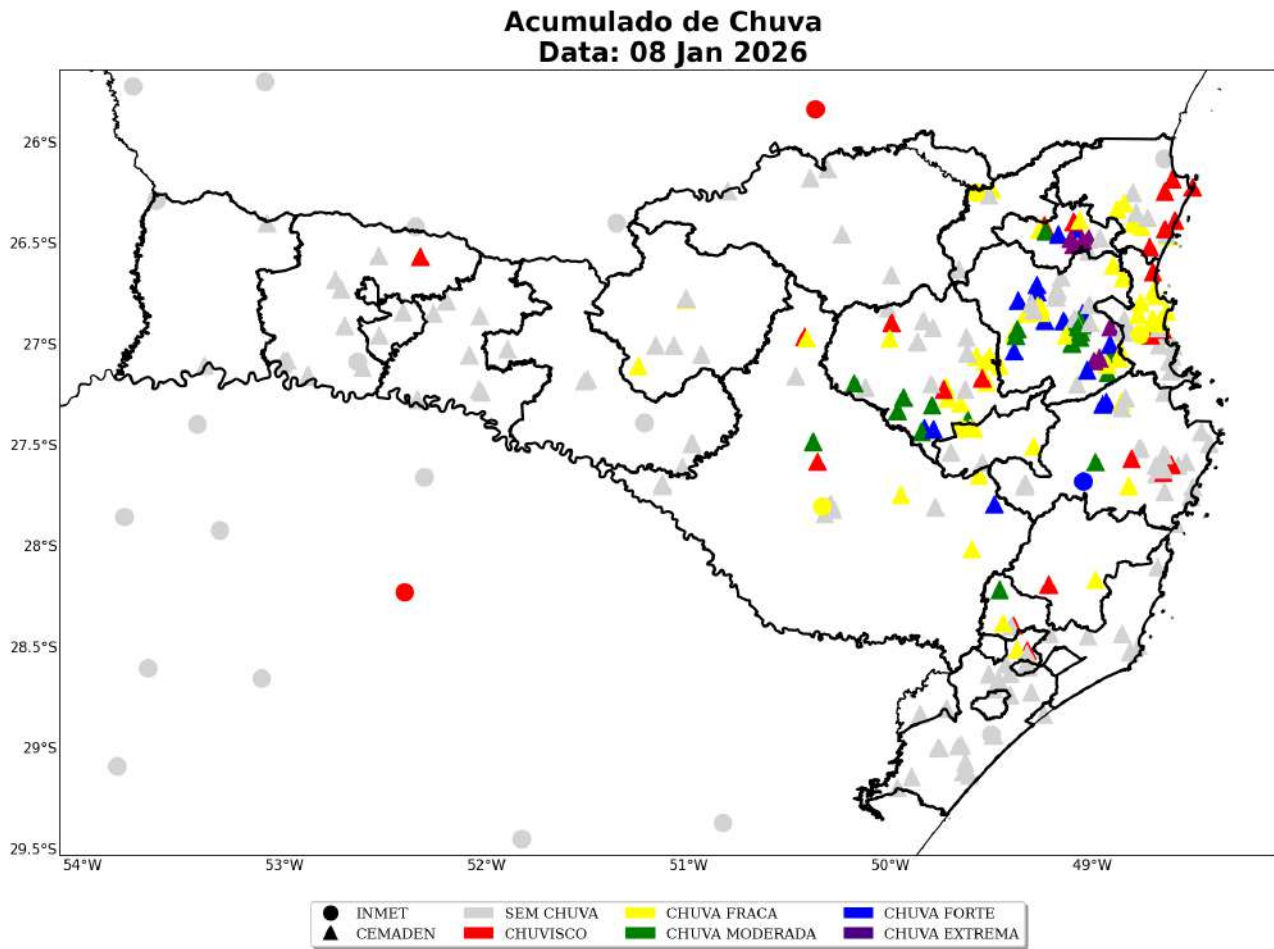 Acumulado de Chuva
Data: 08 Jan 2026
26°S
26.5°S
27°S
27.5°S
28°S
28.5°S
29°S
29.5°S
54°W 53°W 52°W 51°W 50°W 49°W
INMET SEM CHUVA CHUVA FRACA CHUVA FORTE
CEMADEN CHUVISCO CHUVA MODERADA CHUVA EXTREMA